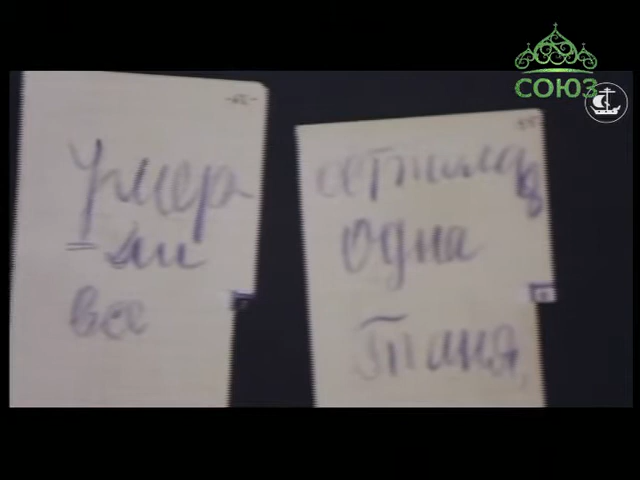 СОЮЗ
умер-
=ли
все
осталась
одна
Таня